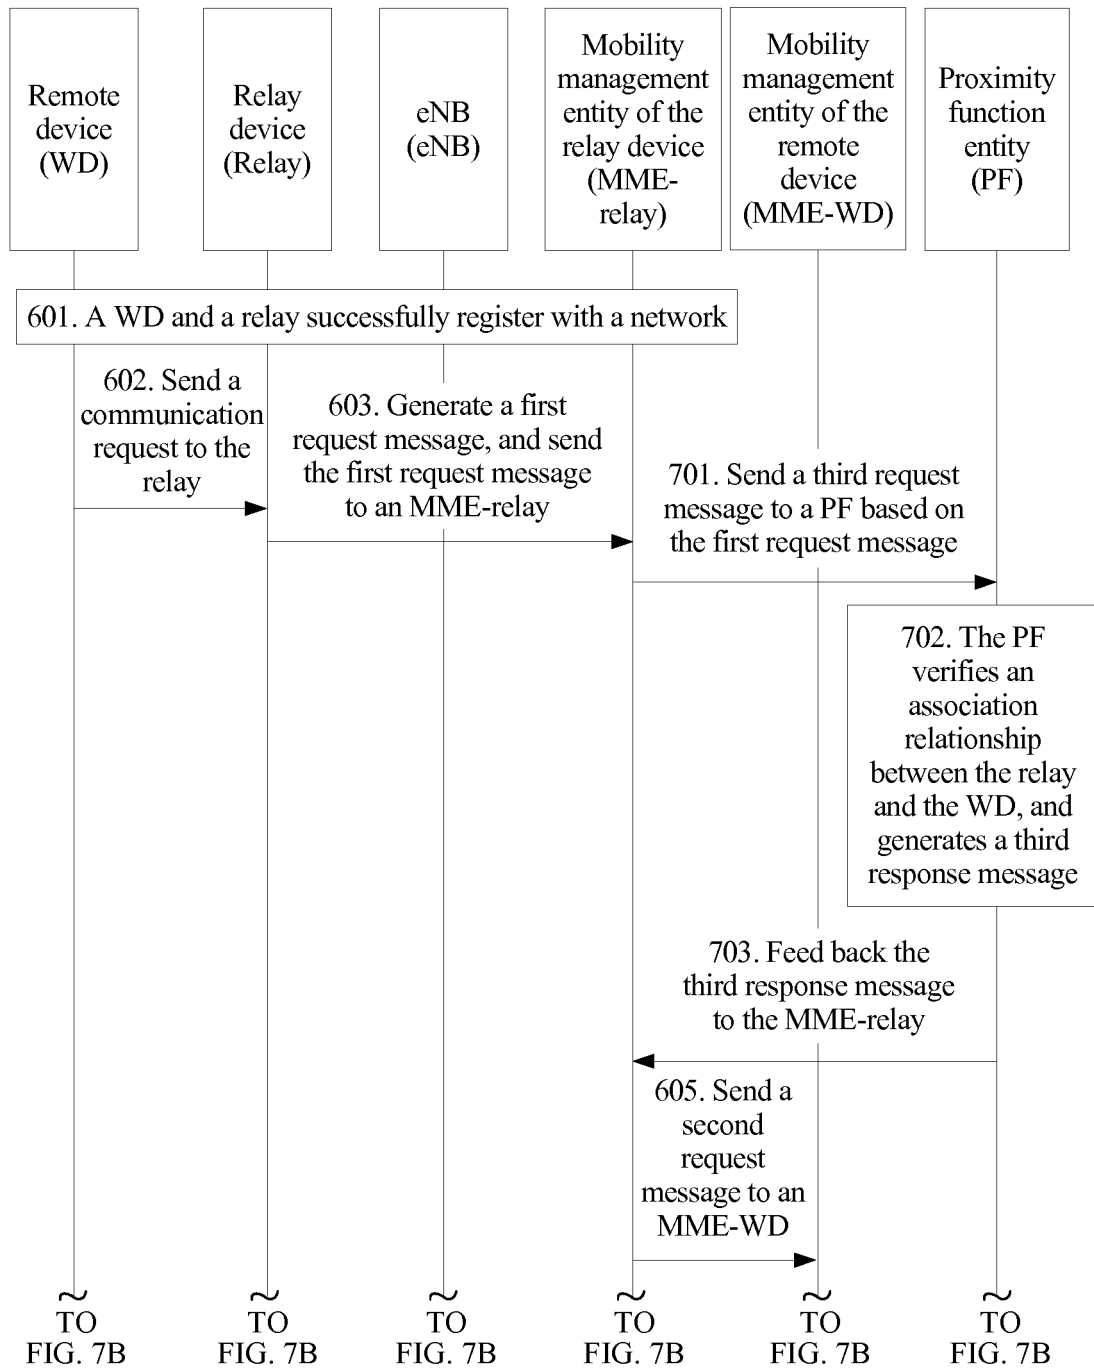 Remote
device
(WD)
Relay
device
(Relay)
eNB
(eNB)
Mobility
management
entity of the
relay device
(MME-
relay)
Mobility
management
entity of the
remote
device
(MME-WD)
Proximity
function
entity
(PF)
601. A WD and a relay successfully register with a network
602. Send a
communication
request to the
relay
603. Generate a first
request message, and send
the first request message
to an MME-relay
701. Send a third request
message to a PF based on
the first request message
702. The PF
verifies an
association
relationship
between the relay
and the WD, and
generates a third
response message
703. Feed back the
third response message
to the MME-relay
605. Send a
second
request
message to an
MME-WD
TO
FIG. 7B
TO
FIG. 7B
TO
FIG. 7B
TO
FIG. 7B
TO
FIG. 7B
TO
FIG. 7B